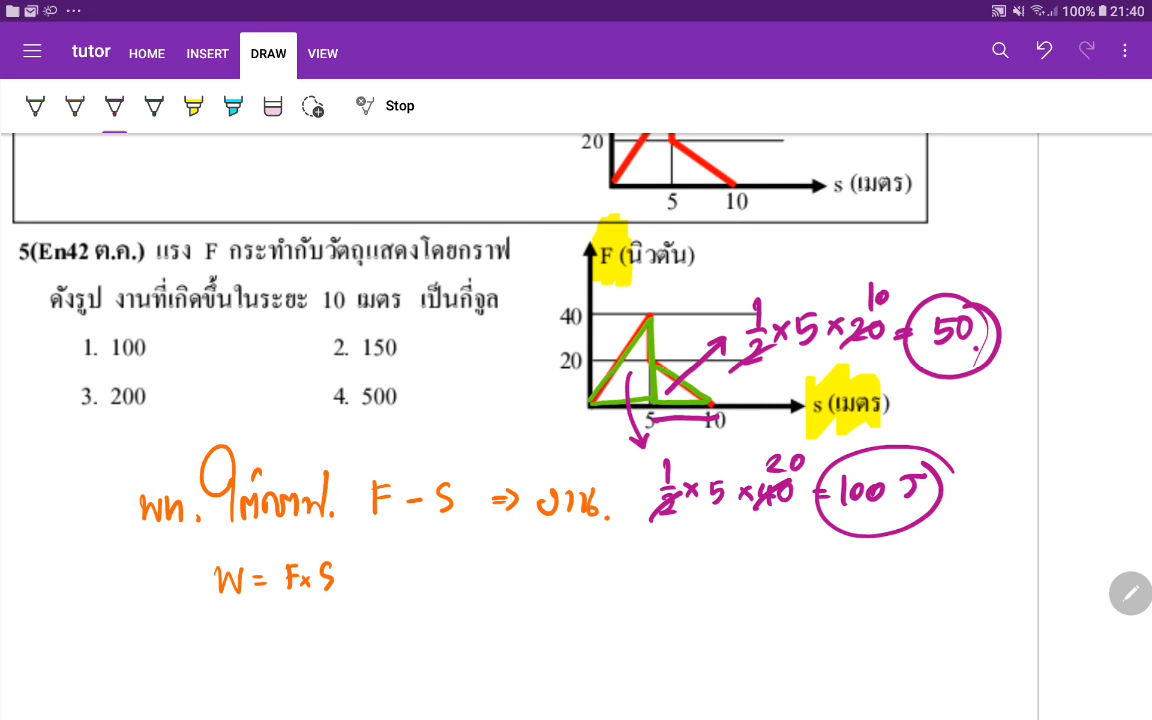 100% 21:40
tutor HOME INSERT DRAW VIEW
Stop
20
s (เมตร)
5 10
5(En42 ต.ค.) แรง F กระทำกับวัตถุแสดงโดยกราฟ
ดังรูป งานที่เกิดขึ้นในระยะ 10 เมตร เป็นกี่จูล
1. 100 2. 150
3. 200 4. 500
F (นิวตัน)
40
20
s (เมตร)
5 10
10
1/2 × 5 × 20 = 50
20
1/2 × 5 × 40 = 100 J
พท. ใต้กราฟ. F - S ⇒ งาน.
W = F× S